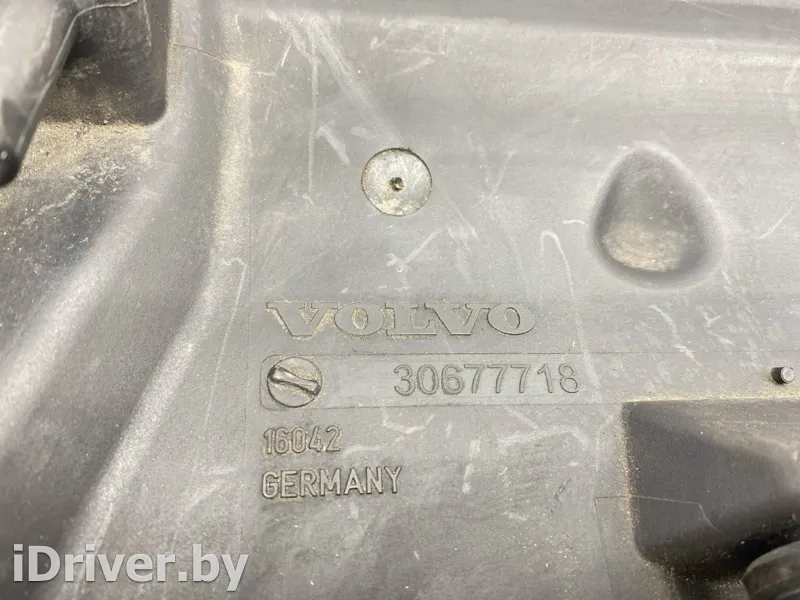 VOLVO
30677718
16042
GERMANY
iDriver.by